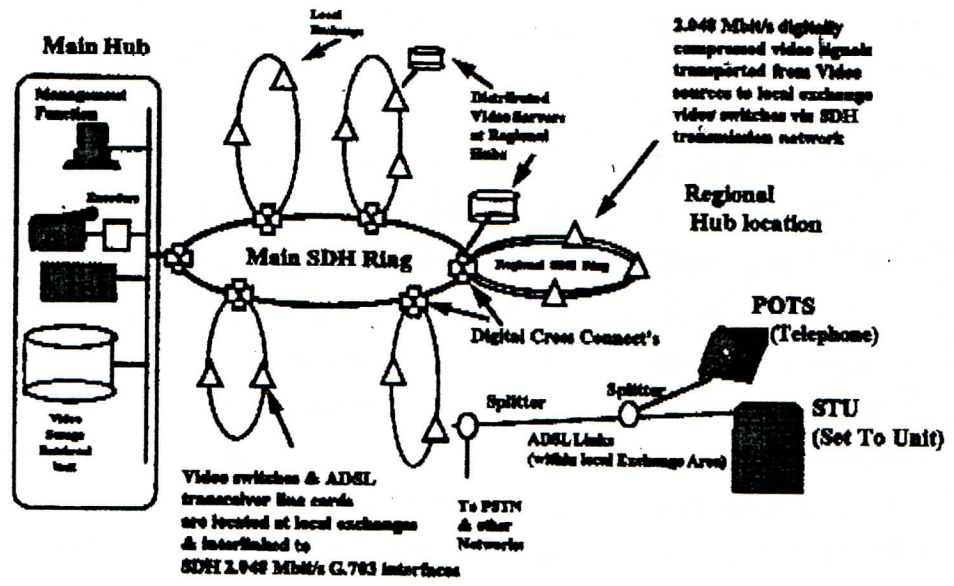 Main Hub
Management
Function
Encoders
Video
Storage
Retrieval
Unit
Local
Exchange
Distributed
Video Servers
at Regional
Hubs
2.048 Mbit/s digitally
compressed video signals
transported from Video
sources to local exchange
video switches via SDH
transmission network
Regional
Hub location
Main SDH Ring
Regional SDH Ring
Digital Cross Connect's
POTS
(Telephone)
Splitter
Splitter
STU
(Set To Unit)
ADSL Links
(within local Exchange Area)
To PSTN
& other
Networks
Video switches & ADSL
transceiver line cards
are located at local exchanges
& interlinked to
SDH 2.048 Mbit/s G.703 interfaces